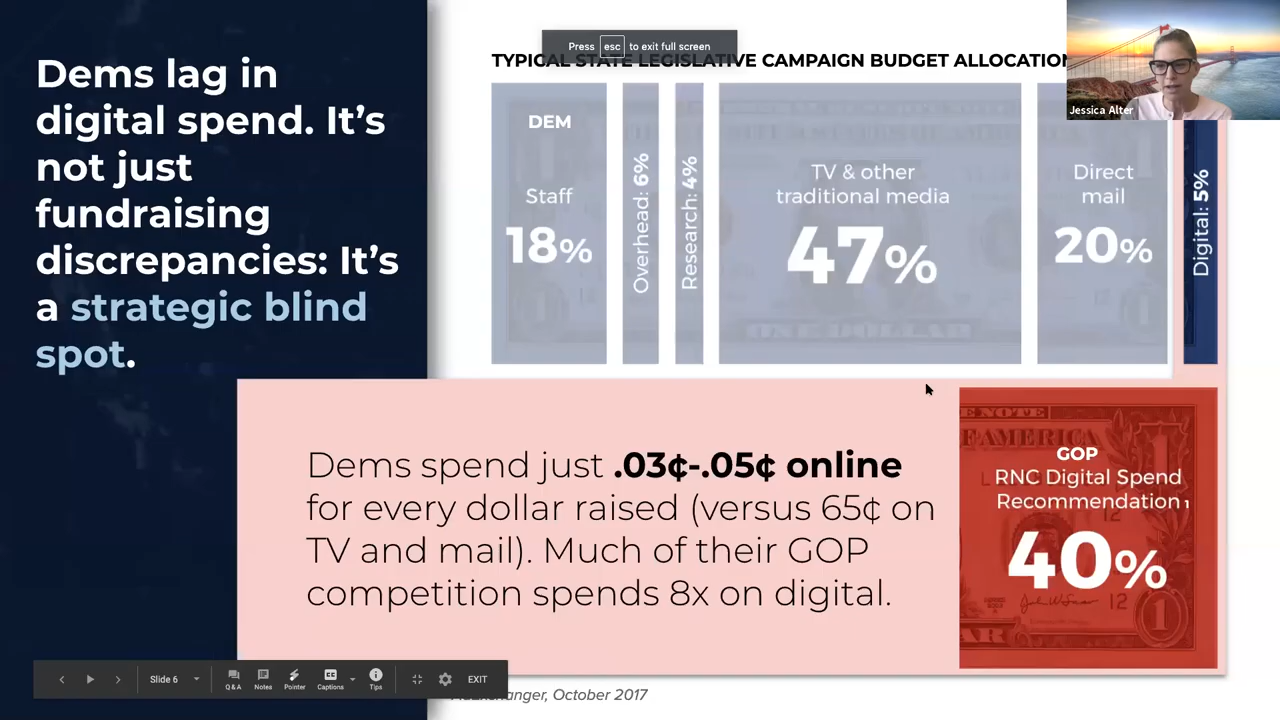 Dems lag in
digital spend. It's
not just
fundraising
discrepancies: It's
a strategic blind
spot.
Press esc to exit full screen
TYPICAL STATE LEGISLATIVE CAMPAIGN BUDGET ALLOCATION
Jessica Alter
DEM
Staff
18%
Overhead: 6%
Research: 4%
TV & other
traditional media
47%
Direct
mail
20%
Digital: 5%
Dems spend just .03¢-.05¢ online
for every dollar raised (versus 65¢ on
TV and mail). Much of their GOP
competition spends 8x on digital.
GOP
RNC Digital Spend
Recommendation 1
40%
Slide 6
Q&A
Notes
Pointer
Captions
Tips
EXIT
October 2017
ONE DOLLAR